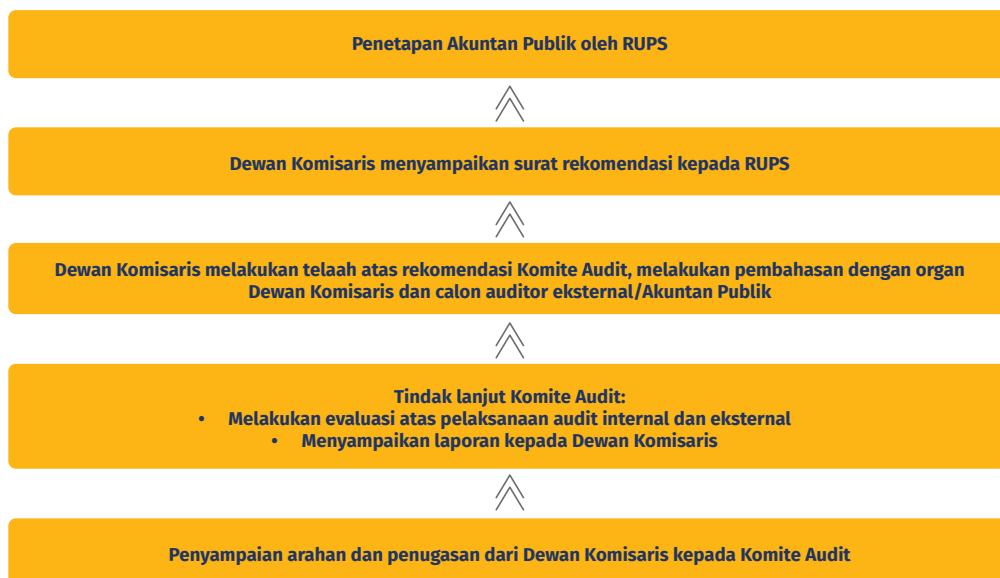 Penetapan Akuntan Publik oleh RUPS
Dewan Komisaris menyampaikan surat rekomendasi kepada RUPS
Dewan Komisaris melakukan telaah atas rekomendasi Komite Audit, melakukan pembahasan dengan organ
Dewan Komisaris dan calon auditor eksternal/Akuntan Publik
Tindak lanjut Komite Audit:
• Melakukan evaluasi atas pelaksanaan audit internal dan eksternal
• Menyampaikan laporan kepada Dewan Komisaris
Penyampaian arahan dan penugasan dari Dewan Komisaris kepada Komite Audit